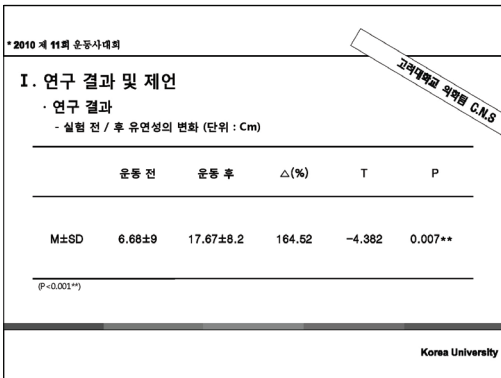 * 2010 제 11회 운동사대회
고려대학교 의학팀 C.N.S
Ⅰ. 연구 결과 및 제언
· 연구 결과
- 실험 전 / 후 유연성의 변화 (단위 : Cm)
운동 전 운동 후 △(%) T P
M±SD 6.68±9 17.67±8.2 164.52 -4.382 0.007**
(P<0.001**)
Korea University